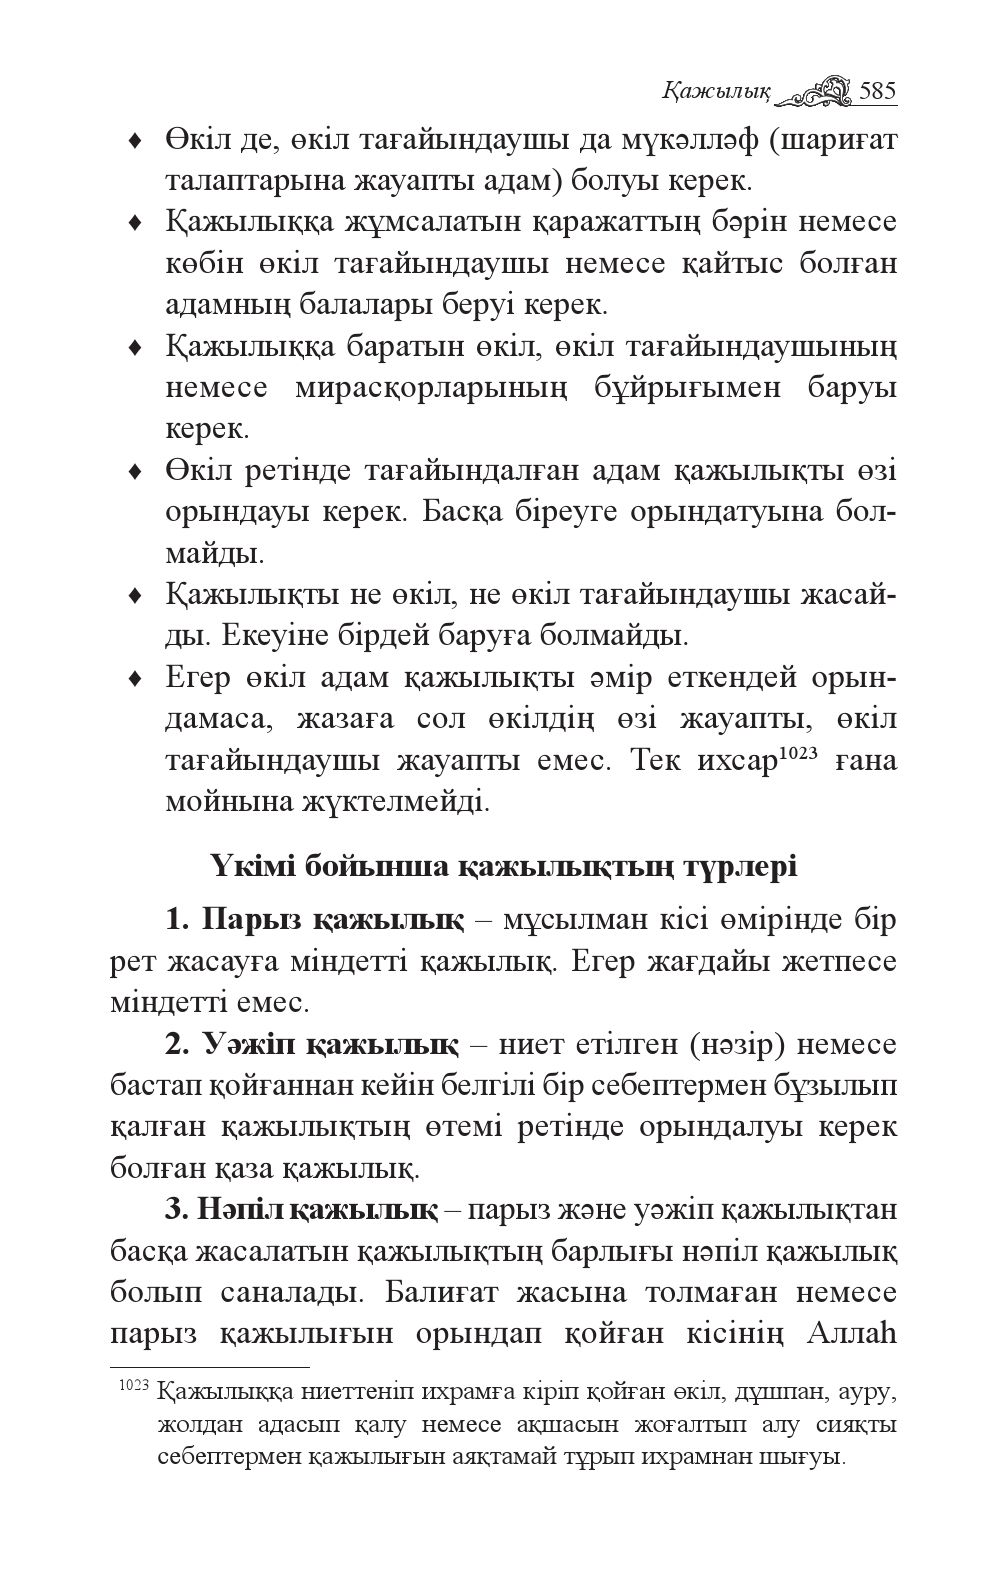 Қажылық 585
♦ Өкіл де, өкіл тағайындаушы да мүкәлләф (шариғат
талаптарына жауапты адам) болуы керек.
♦ Қажылыққа жұмсалатын қаражаттың бәрін немесе
көбін өкіл тағайындаушы немесе қайтыс болған
адамның балалары беруі керек.
♦ Қажылыққа баратын өкіл, өкіл тағайындаушының
немесе мирасқорларының бұйрығымен баруы
керек.
♦ Өкіл ретінде тағайындалған адам қажылықты өзі
орындауы керек. Басқа біреуге орындатуына бол-
майды.
♦ Қажылықты не өкіл, не өкіл тағайындаушы жасай-
ды. Екеуіне бірдей баруға болмайды.
♦ Егер өкіл адам қажылықты әмір еткендей орын-
дамаса, жазаға сол өкілдің өзі жауапты, өкіл
тағайындаушы жауапты емес. Тек ихсар¹⁰²³ ғана
мойнына жүктелмейді.
Үкімі бойынша қажылықтың түрлері
1. Парыз қажылық – мұсылман кісі өмірінде бір
рет жасауға міндетті қажылық. Егер жағдайы жетпесе
міндетті емес.
2. Уәжіп қажылық – ниет етілген (нәзір) немесе
бастап қойғаннан кейін белгілі бір себептермен бұзылып
қалған қажылықтың өтемі ретінде орындалуы керек
болған қаза қажылық.
3. Нәпіл қажылық – парыз және уәжіп қажылықтан
басқа жасалатын қажылықтың барлығы нәпіл қажылық
болып саналады. Балиғат жасына толмаған немесе
парыз қажылығын орындап қойған кісінің Аллаһ
¹⁰²³ Қажылыққа ниеттеніп ихрамға кіріп қойған өкіл, дұшпан, ауру,
жолдан адасып қалу немесе ақшасын жоғалтып алу сияқты
себептермен қажылығын аяқтамай тұрып ихрамнан шығуы.